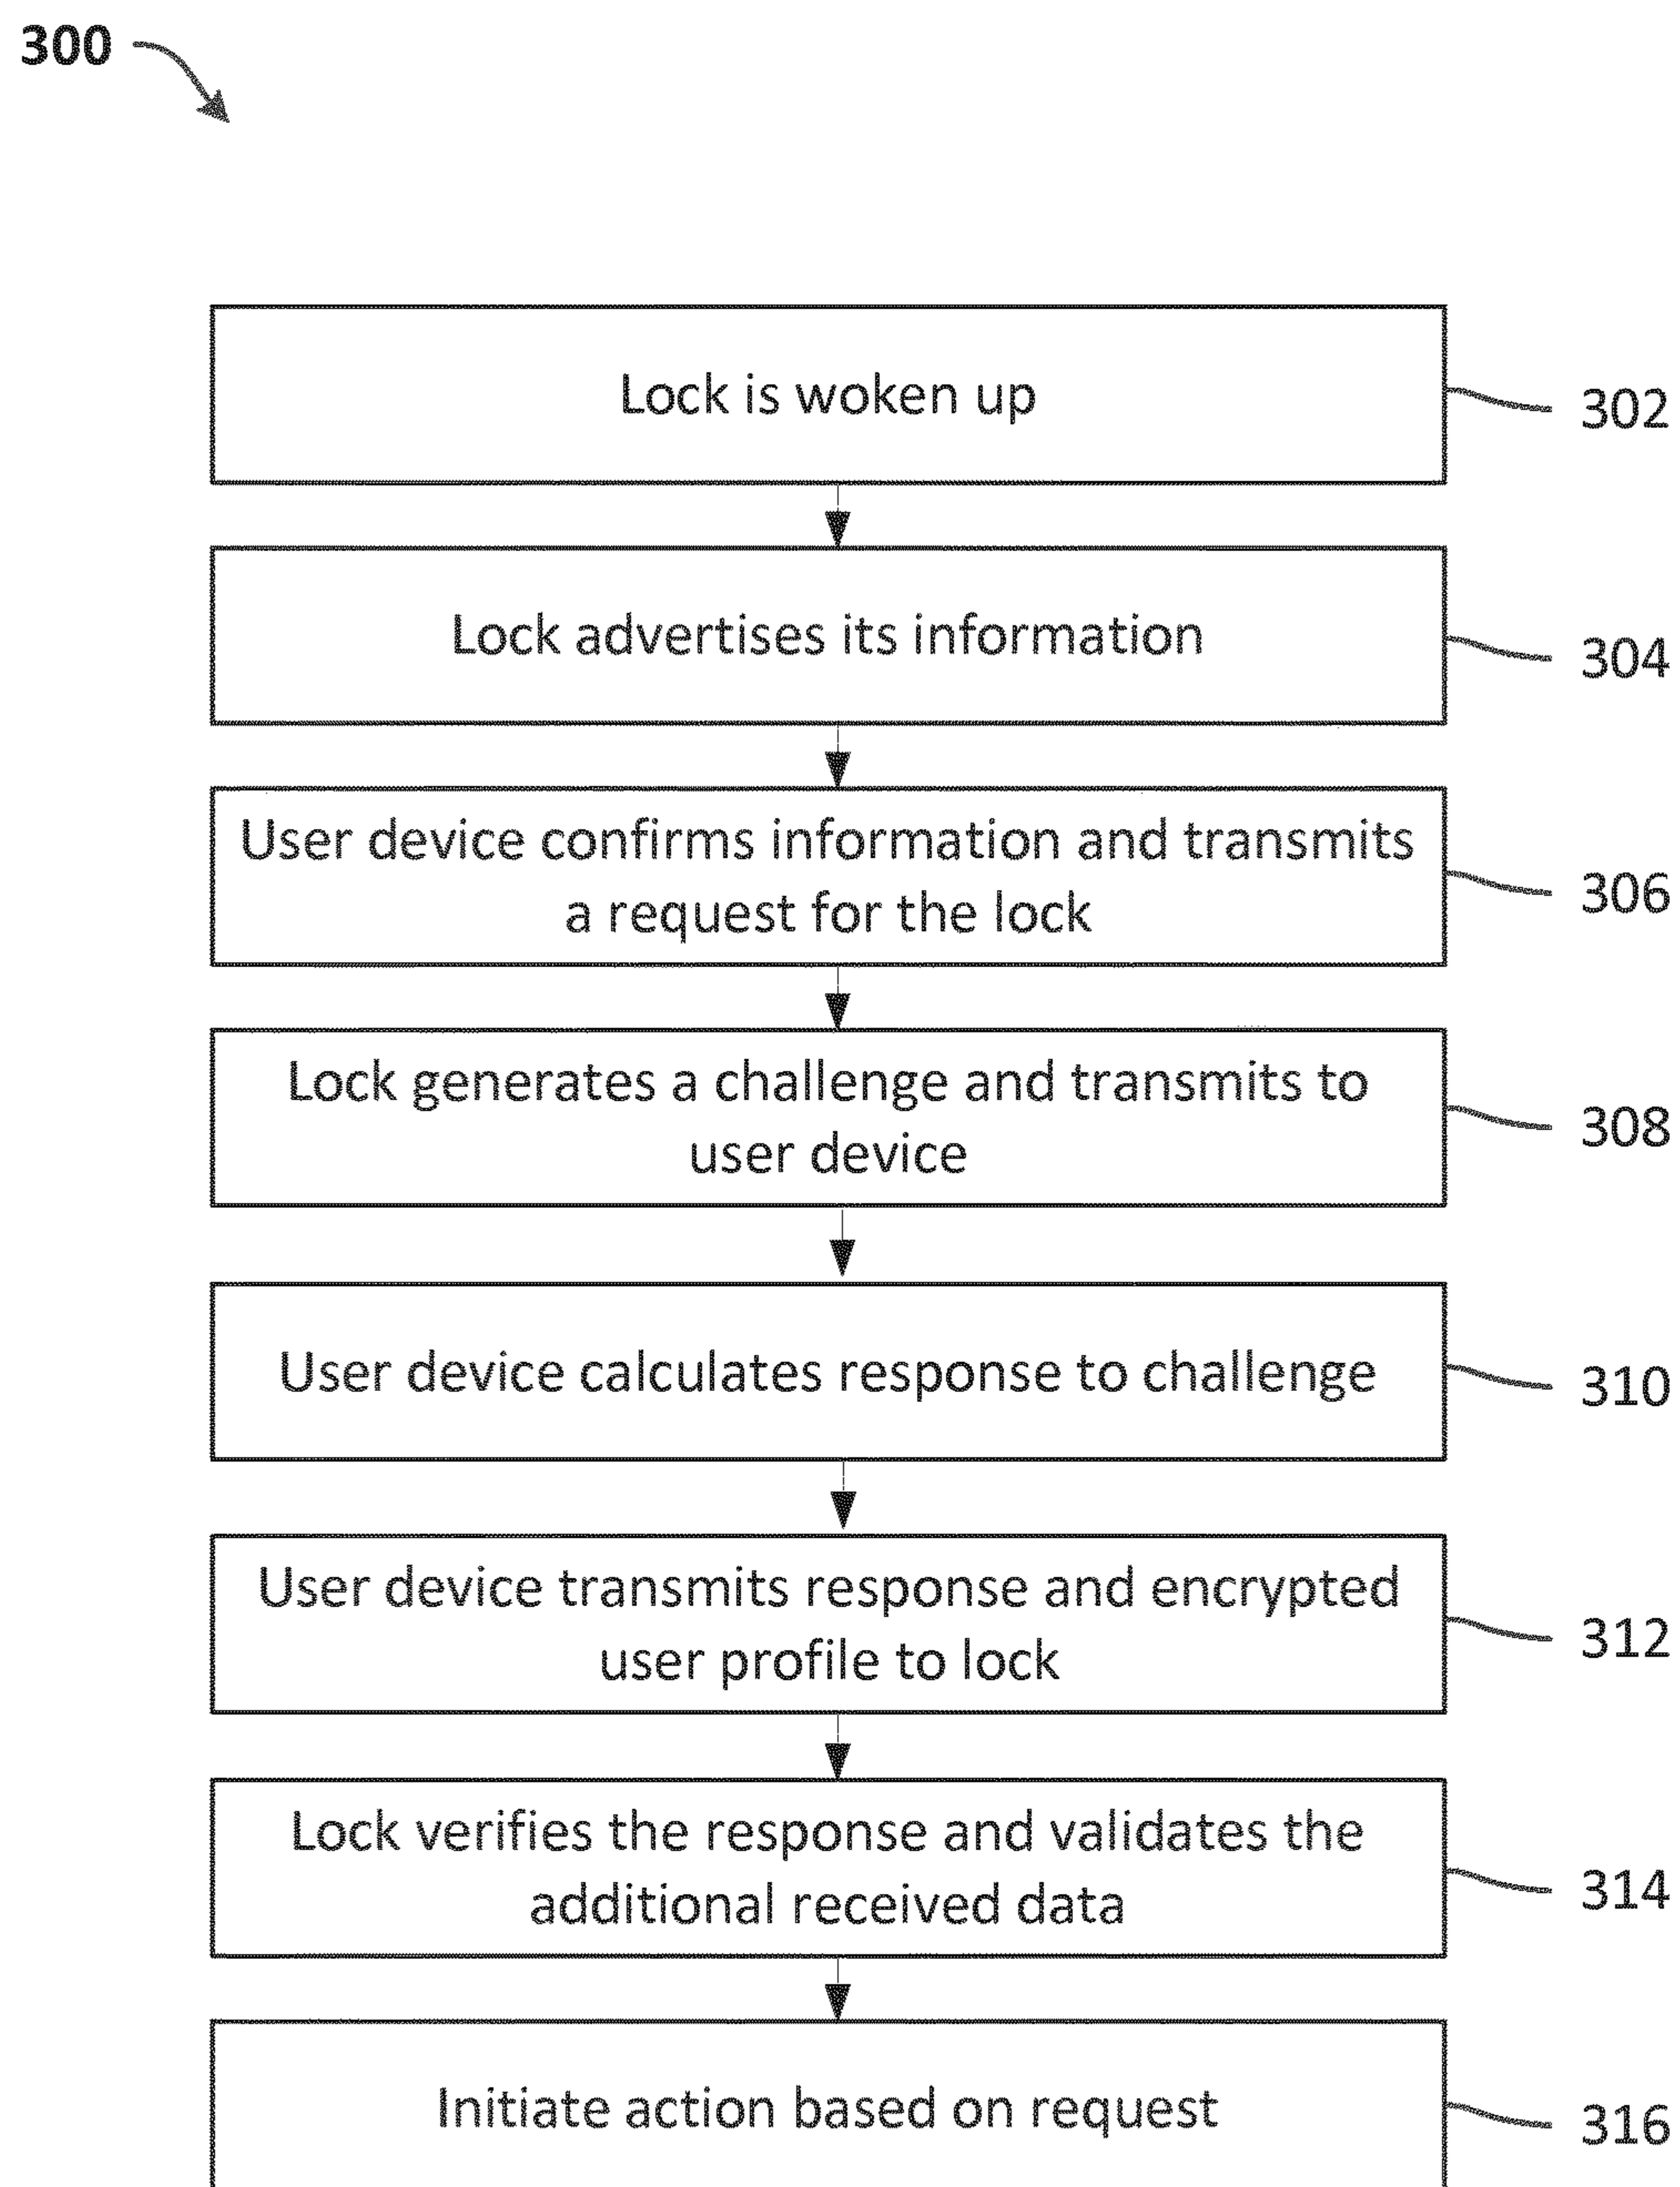 300
Lock is woken up
302
Lock advertises its information
304
User device confirms information and transmits
a request for the lock
306
Lock generates a challenge and transmits to
user device
308
User device calculates response to challenge
310
User device transmits response and encrypted
user profile to lock
312
Lock verifies the response and validates the
additional received data
314
Initiate action based on request
316